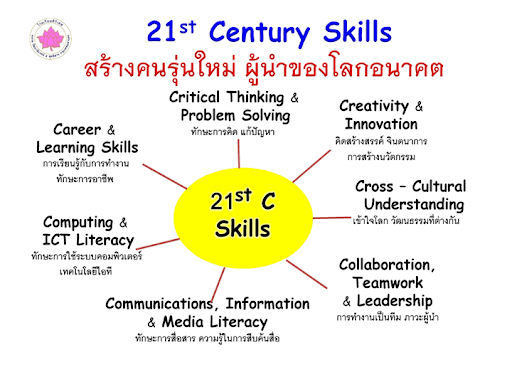 21st Century Skills
สร้างคนรุ่นใหม่ ผู้นำของโลกอนาคต
Critical Thinking &
Problem Solving
ทักษะการคิด แก้ปัญหา
Creativity &
Innovation
คิดสร้างสรรค์ จินตนาการ
การสร้างนวัตกรรม
Career &
Learning Skills
การเรียนรู้กับการทำงาน
ทักษะการอาชีพ
Cross – Cultural
Understanding
เข้าใจโลก วัฒนธรรมที่ต่างกัน
21st C
Skills
Computing &
ICT Literacy
ทักษะการใช้ระบบคอมพิวเตอร์
เทคโนโลยีไอที
Collaboration,
Teamwork
& Leadership
การทำงานเป็นทีม ภาวะผู้นำ
Communications, Information
& Media Literacy
ทักษะการสื่อสาร ความรู้ในการสืบค้นสื่อ